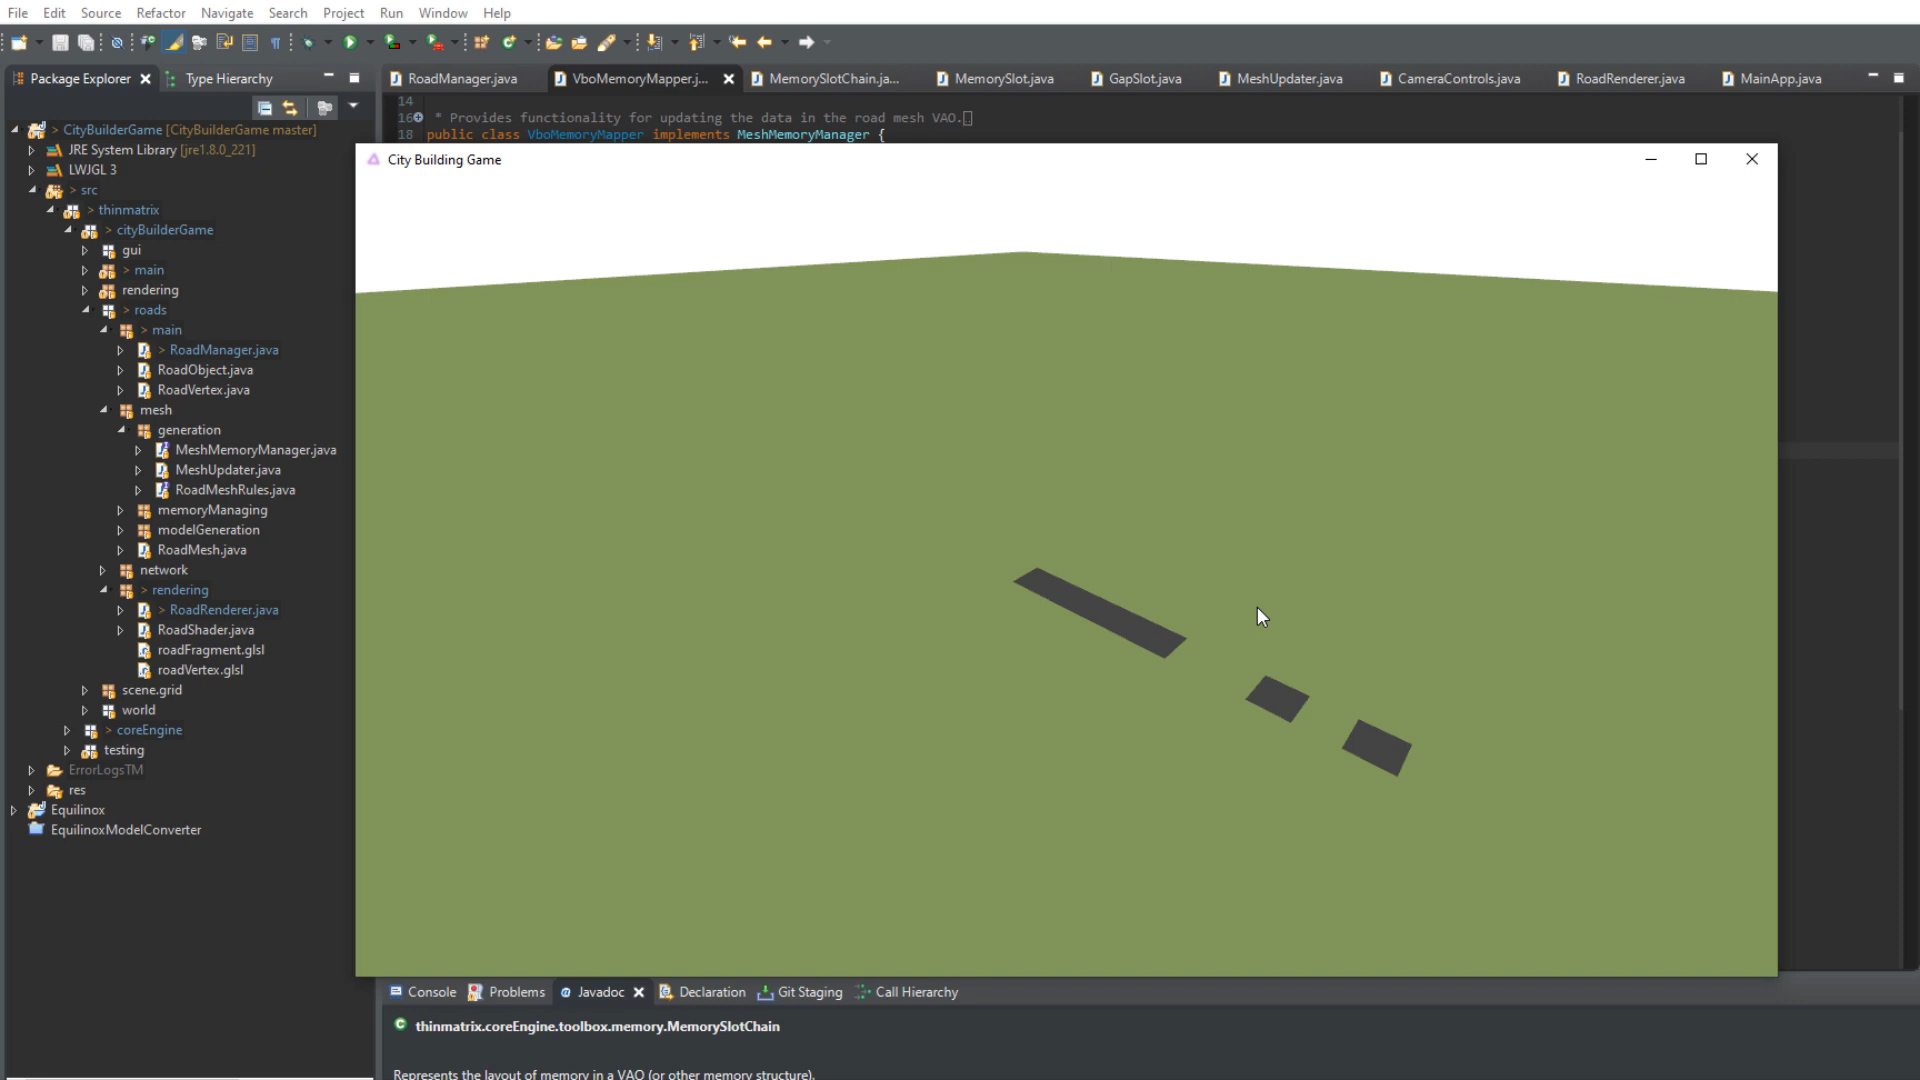 File Edit Source Refactor Navigate Search Project Run Window Help
Package Explorer Type Hierarchy
RoadManager.java VboMemoryMapper.j... MemorySlotChain.ja... MemorySlot.java GapSlot.java MeshUpdater.java CameraControls.java RoadRenderer.java MainApp.java
14
16 * Provides functionality for updating the data in the road mesh VAO.
18 public class VboMemoryMapper implements MeshMemoryManager {
City Building Game
> CityBuilderGame [CityBuilderGame master]
JRE System Library [jre1.8.0_221]
LWJGL 3
> src
> thinmatrix
> cityBuilderGame
gui
> main
rendering
> roads
> main
> RoadManager.java
RoadObject.java
RoadVertex.java
mesh
generation
MeshMemoryManager.java
MeshUpdater.java
RoadMeshRules.java
memoryManaging
modelGeneration
RoadMesh.java
network
> rendering
> RoadRenderer.java
RoadShader.java
roadFragment.glsl
roadVertex.glsl
scene.grid
world
> coreEngine
testing
ErrorLogsTM
res
Equilinox
EquilinoxModelConverter
Console Problems @ Javadoc Declaration Git Staging Call Hierarchy
thinmatrix.coreEngine.toolbox.memory.MemorySlotChain
Represents the layout of memory in a VAO (or other memory structure).